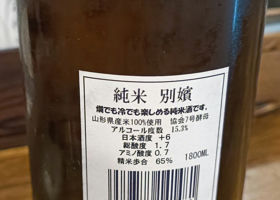 純米 別嬪
燗でも冷でも楽しめる純米酒です。
山形県産米100%使用 協会7号酵母
アルコール度数 15.3%
日本酒度 +6
総酸度 1.7
アミノ酸度 0.7
精米歩合 65%
1800ML